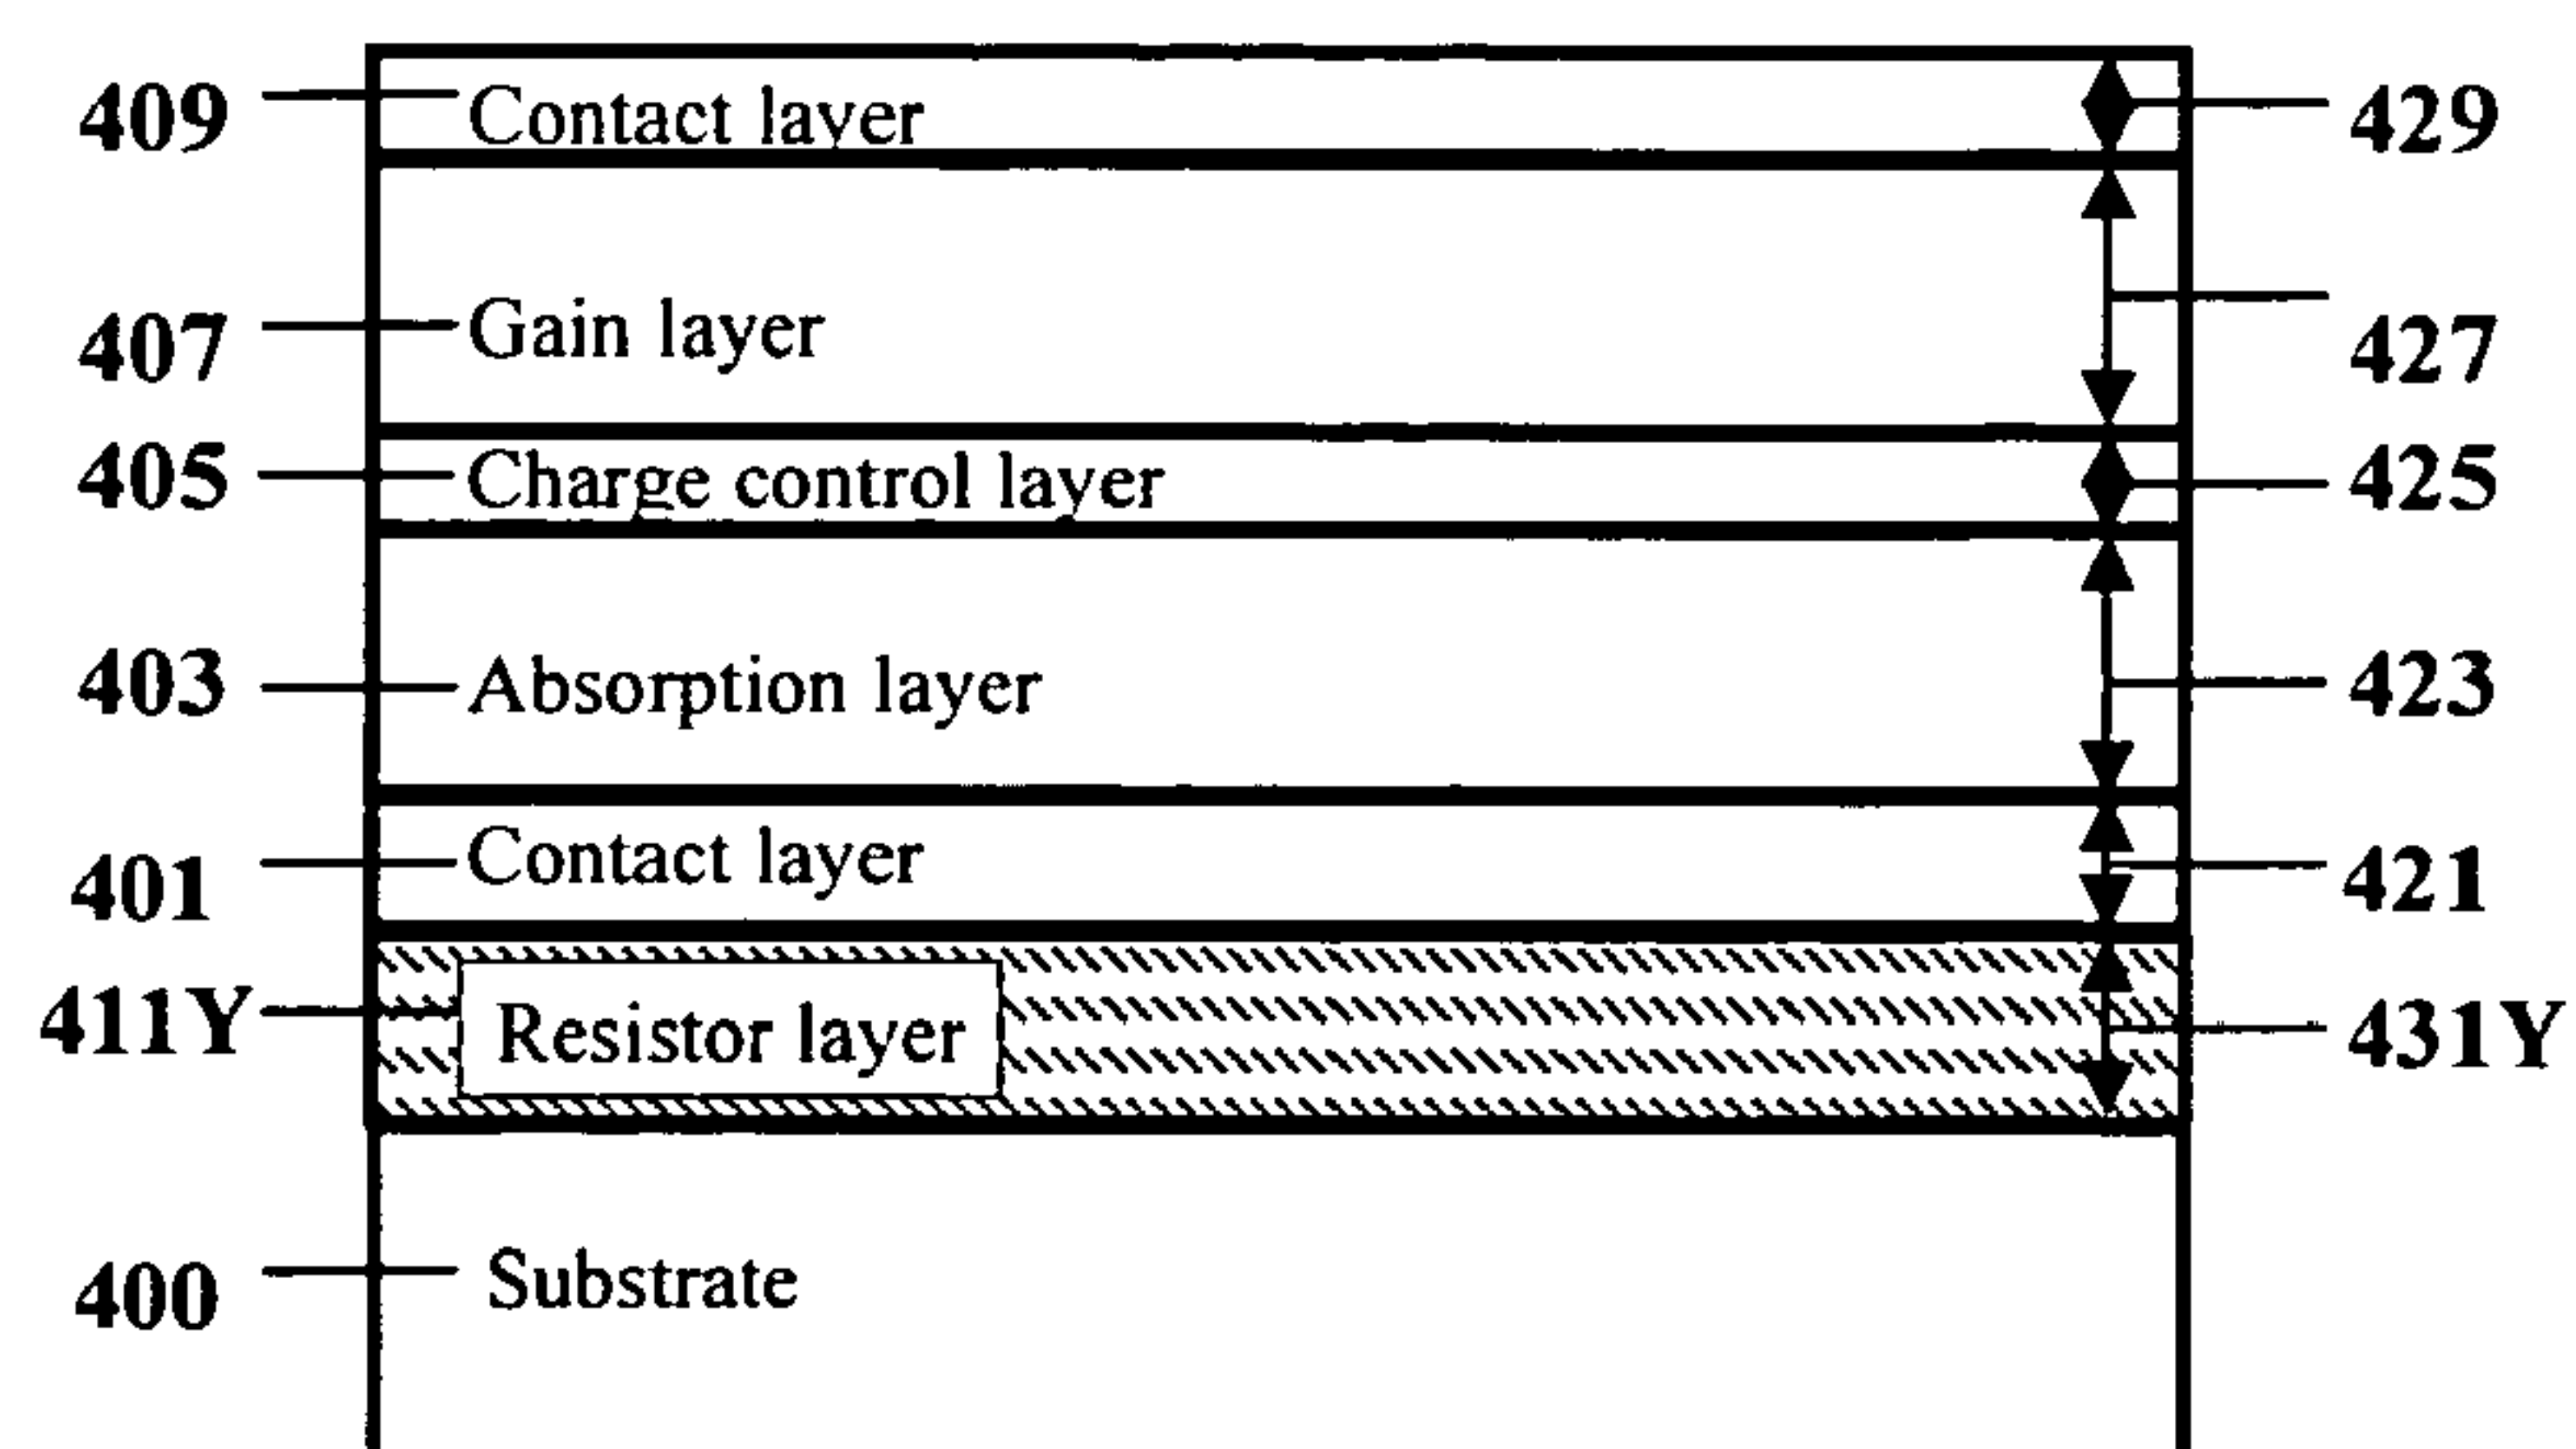 409 Contact layer 429
407 Gain layer 427
405 Charge control layer 425
403 Absorption layer 423
401 Contact layer 421
411Y Resistor layer 431Y
400 Substrate